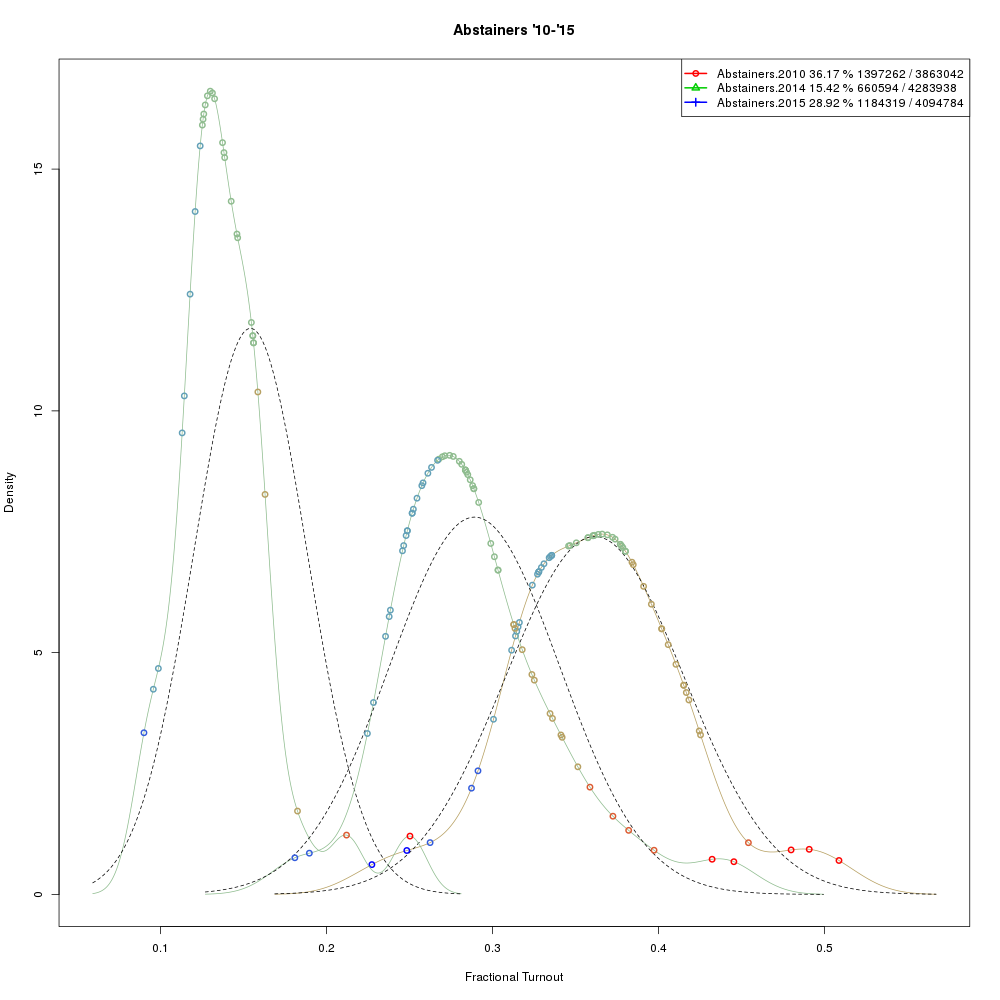 Abstainers '10-'15
Abstainers.2010 36.17 % 1397262 / 3863042
Abstainers.2014 15.42 % 660594 / 4283938
Abstainers.2015 28.92 % 1184319 / 4094784
Density
15
10
5
0
0.1 0.2 0.3 0.4 0.5
Fractional Turnout